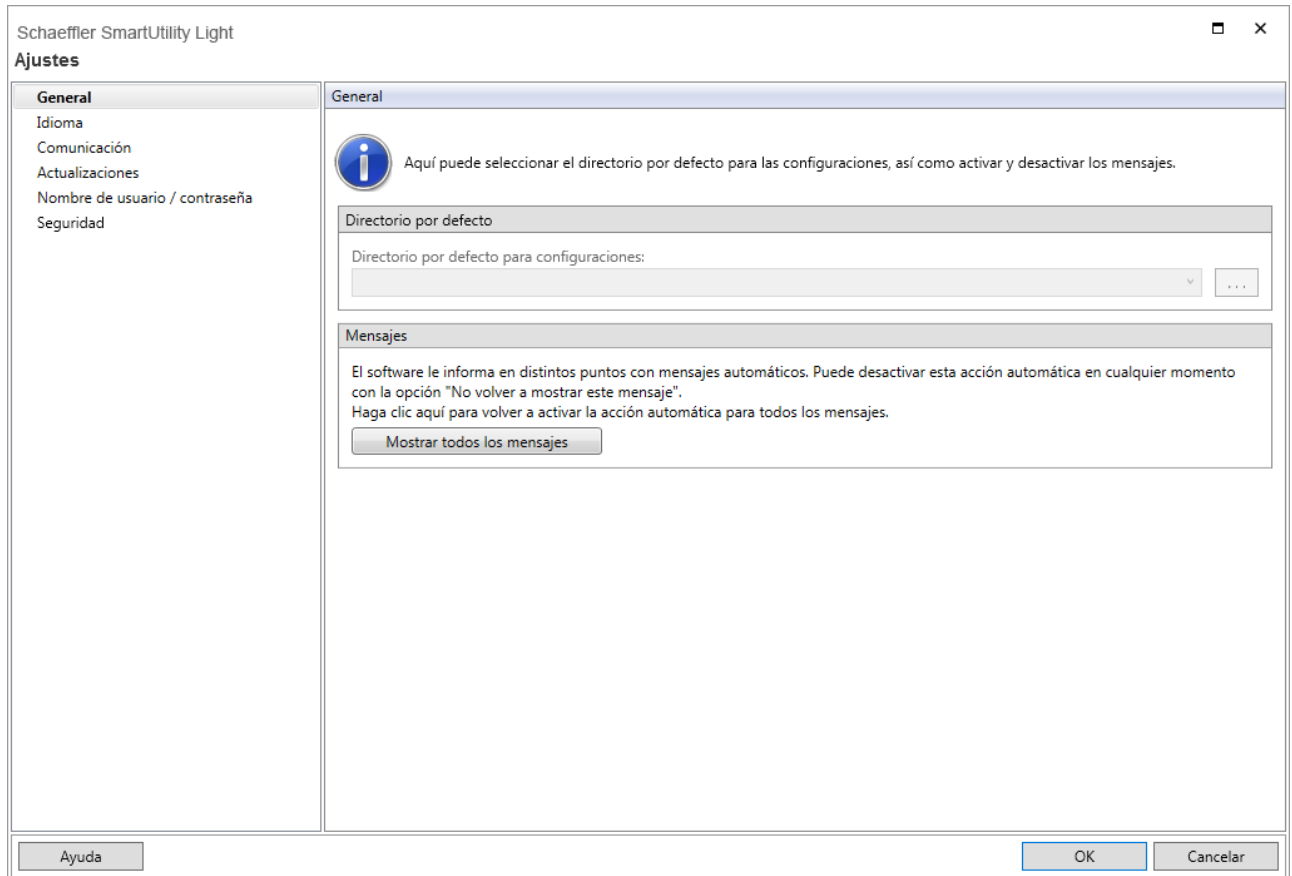 Schaeffler SmartUtility Light
Ajustes
General
Idioma
Comunicación
Actualizaciones
Nombre de usuario / contraseña
Seguridad
General
Aquí puede seleccionar el directorio por defecto para las configuraciones, así como activar y desactivar los mensajes.
Directorio por defecto
Directorio por defecto para configuraciones:
...
Mensajes
El software le informa en distintos puntos con mensajes automáticos. Puede desactivar esta acción automática en cualquier momento
con la opción "No volver a mostrar este mensaje".
Haga clic aquí para volver a activar la acción automática para todos los mensajes.
Mostrar todos los mensajes
Ayuda
OK
Cancelar